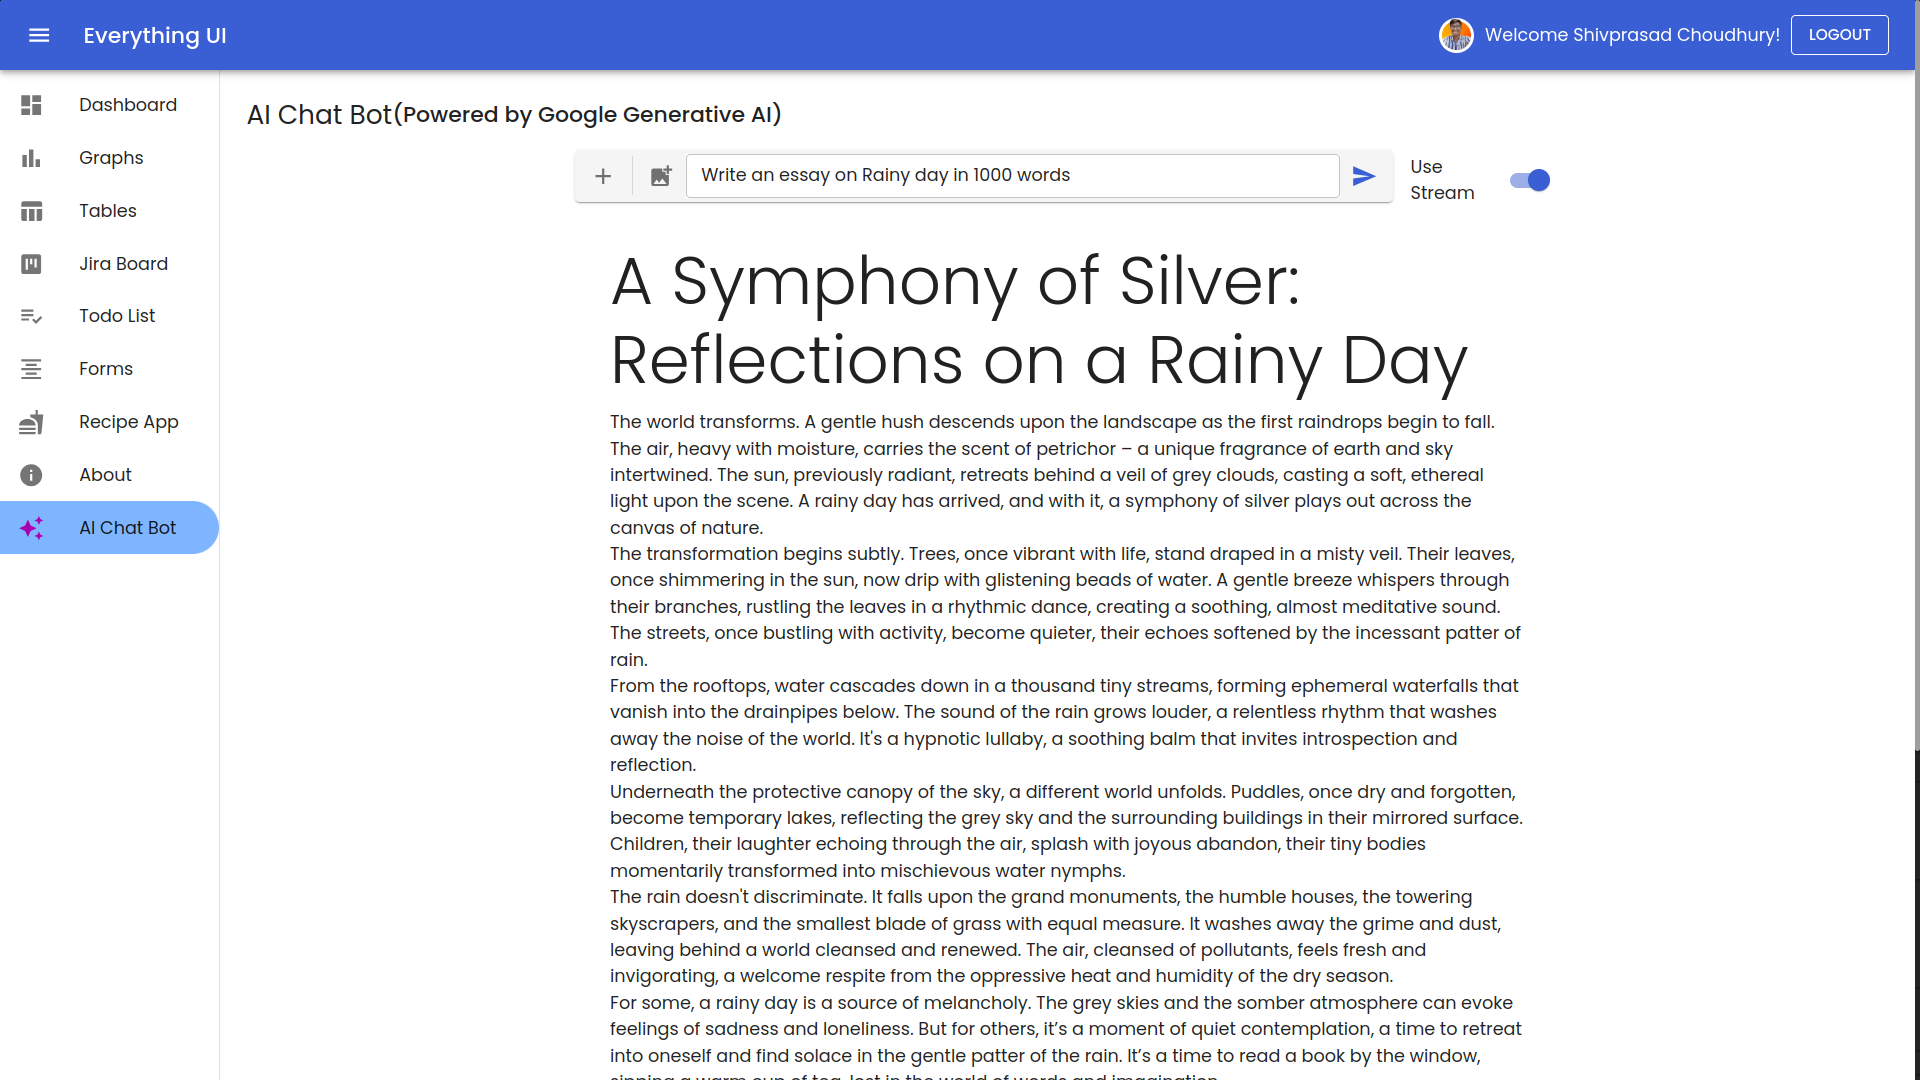 Everything UI
Welcome Shivprasad Choudhury!
LOGOUT
Dashboard
Graphs
Tables
Jira Board
Todo List
Forms
Recipe App
About
AI Chat Bot
AI Chat Bot(Powered by Google Generative AI)
Write an essay on Rainy day in 1000 words
Use
Stream
A Symphony of Silver:
Reflections on a Rainy Day
The world transforms. A gentle hush descends upon the landscape as the first raindrops begin to fall.
The air, heavy with moisture, carries the scent of petrichor – a unique fragrance of earth and sky
intertwined. The sun, previously radiant, retreats behind a veil of grey clouds, casting a soft, ethereal
light upon the scene. A rainy day has arrived, and with it, a symphony of silver plays out across the
canvas of nature.
The transformation begins subtly. Trees, once vibrant with life, stand draped in a misty veil. Their leaves,
once shimmering in the sun, now drip with glistening beads of water. A gentle breeze whispers through
their branches, rustling the leaves in a rhythmic dance, creating a soothing, almost meditative sound.
The streets, once bustling with activity, become quieter, their echoes softened by the incessant patter of
rain.
From the rooftops, water cascades down in a thousand tiny streams, forming ephemeral waterfalls that
vanish into the drainpipes below. The sound of the rain grows louder, a relentless rhythm that washes
away the noise of the world. It's a hypnotic lullaby, a soothing balm that invites introspection and
reflection.
Underneath the protective canopy of the sky, a different world unfolds. Puddles, once dry and forgotten,
become temporary lakes, reflecting the grey sky and the surrounding buildings in their mirrored surface.
Children, their laughter echoing through the air, splash with joyous abandon, their tiny bodies
momentarily transformed into mischievous water nymphs.
The rain doesn't discriminate. It falls upon the grand monuments, the humble houses, the towering
skyscrapers, and the smallest blade of grass with equal measure. It washes away the grime and dust,
leaving behind a world cleansed and renewed. The air, cleansed of pollutants, feels fresh and
invigorating, a welcome respite from the oppressive heat and humidity of the dry season.
For some, a rainy day is a source of melancholy. The grey skies and the somber atmosphere can evoke
feelings of sadness and loneliness. But for others, it’s a moment of quiet contemplation, a time to retreat
into oneself and find solace in the gentle patter of the rain. It’s a time to read a book by the window,
sipping a warm cup of tea, lost in the world of words and imagination.